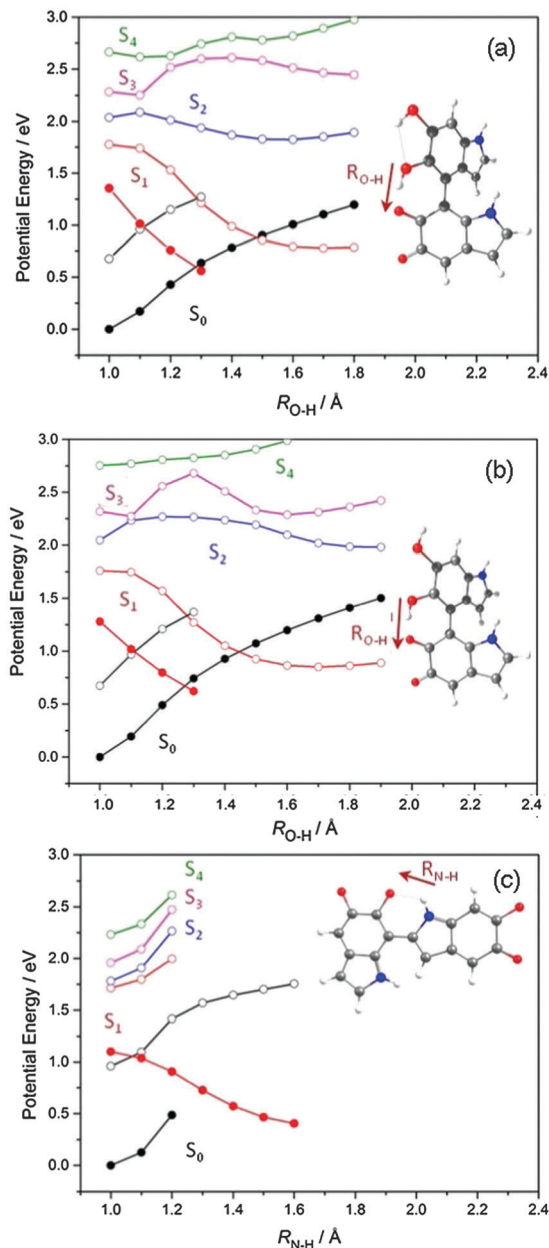 (a)
Potential Energy / eV
3.0
2.5
2.0
1.5
1.0
0.5
0.0
S4
S3
S2
S1
S0
RO-H
1.0 1.2 1.4 1.6 1.8 2.0 2.2 2.4
RO-H / Å
(b)
Potential Energy / eV
3.0
2.5
2.0
1.5
1.0
0.5
0.0
S4
S3
S2
S1
S0
RO-H
1.0 1.2 1.4 1.6 1.8 2.0 2.2 2.4
RO-H / Å
(c)
Potential Energy / eV
3.0
2.5
2.0
1.5
1.0
0.5
0.0
S4
S3
S2
S1
S0
RN-H
1.0 1.2 1.4 1.6 1.8 2.0 2.2 2.4
RN-H / Å